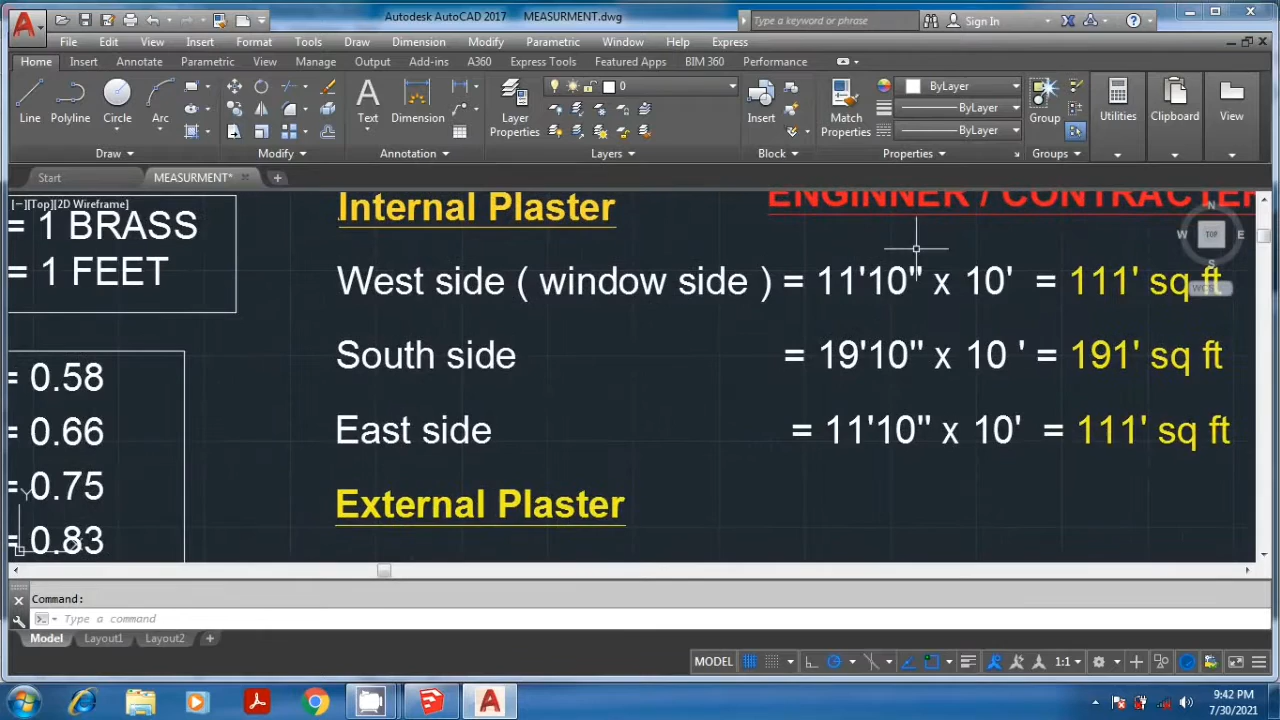 Autodesk AutoCAD 2017 MEASURMENT.dwg
Type a keyword or phrase
Sign In
File Edit View Insert Format Tools Draw Dimension Modify Parametric Window Help Express
Home Insert Annotate Parametric View Manage Output Add-ins A360 Express Tools Featured Apps BIM 360 Performance
0
ByLayer
ByLayer
ByLayer
Line Polyline Circle Arc Text Dimension Layer Properties Insert Match Properties Group Utilities Clipboard View
Draw Modify Annotation Layers Block Properties Groups
Start MEASURMENT*
[−][Top][2D Wireframe]
= 1 BRASS
= 1 FEET
= 0.58
= 0.66
= 0.75
= 0.83
Y
X
Internal Plaster
ENGINNER / CONTRACTER
N
W TOP E
S
WCS
West side ( window side ) = 11'10" x 10' = 111' sq ft
South side = 19'10" x 10 ' = 191' sq ft
East side = 11'10" x 10' = 111' sq ft
External Plaster
Command:
Type a command
Model Layout1 Layout2 +
MODEL 1:1
9:42 PM
7/30/2021